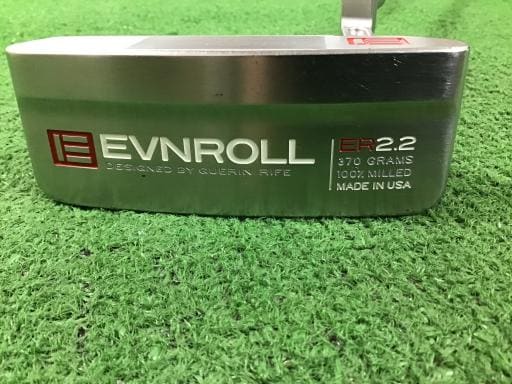 EVNROLL
DESIGNED BY GUERIN RIFE
ER2.2
370 GRAMS
100% MILLED
MADE IN USA